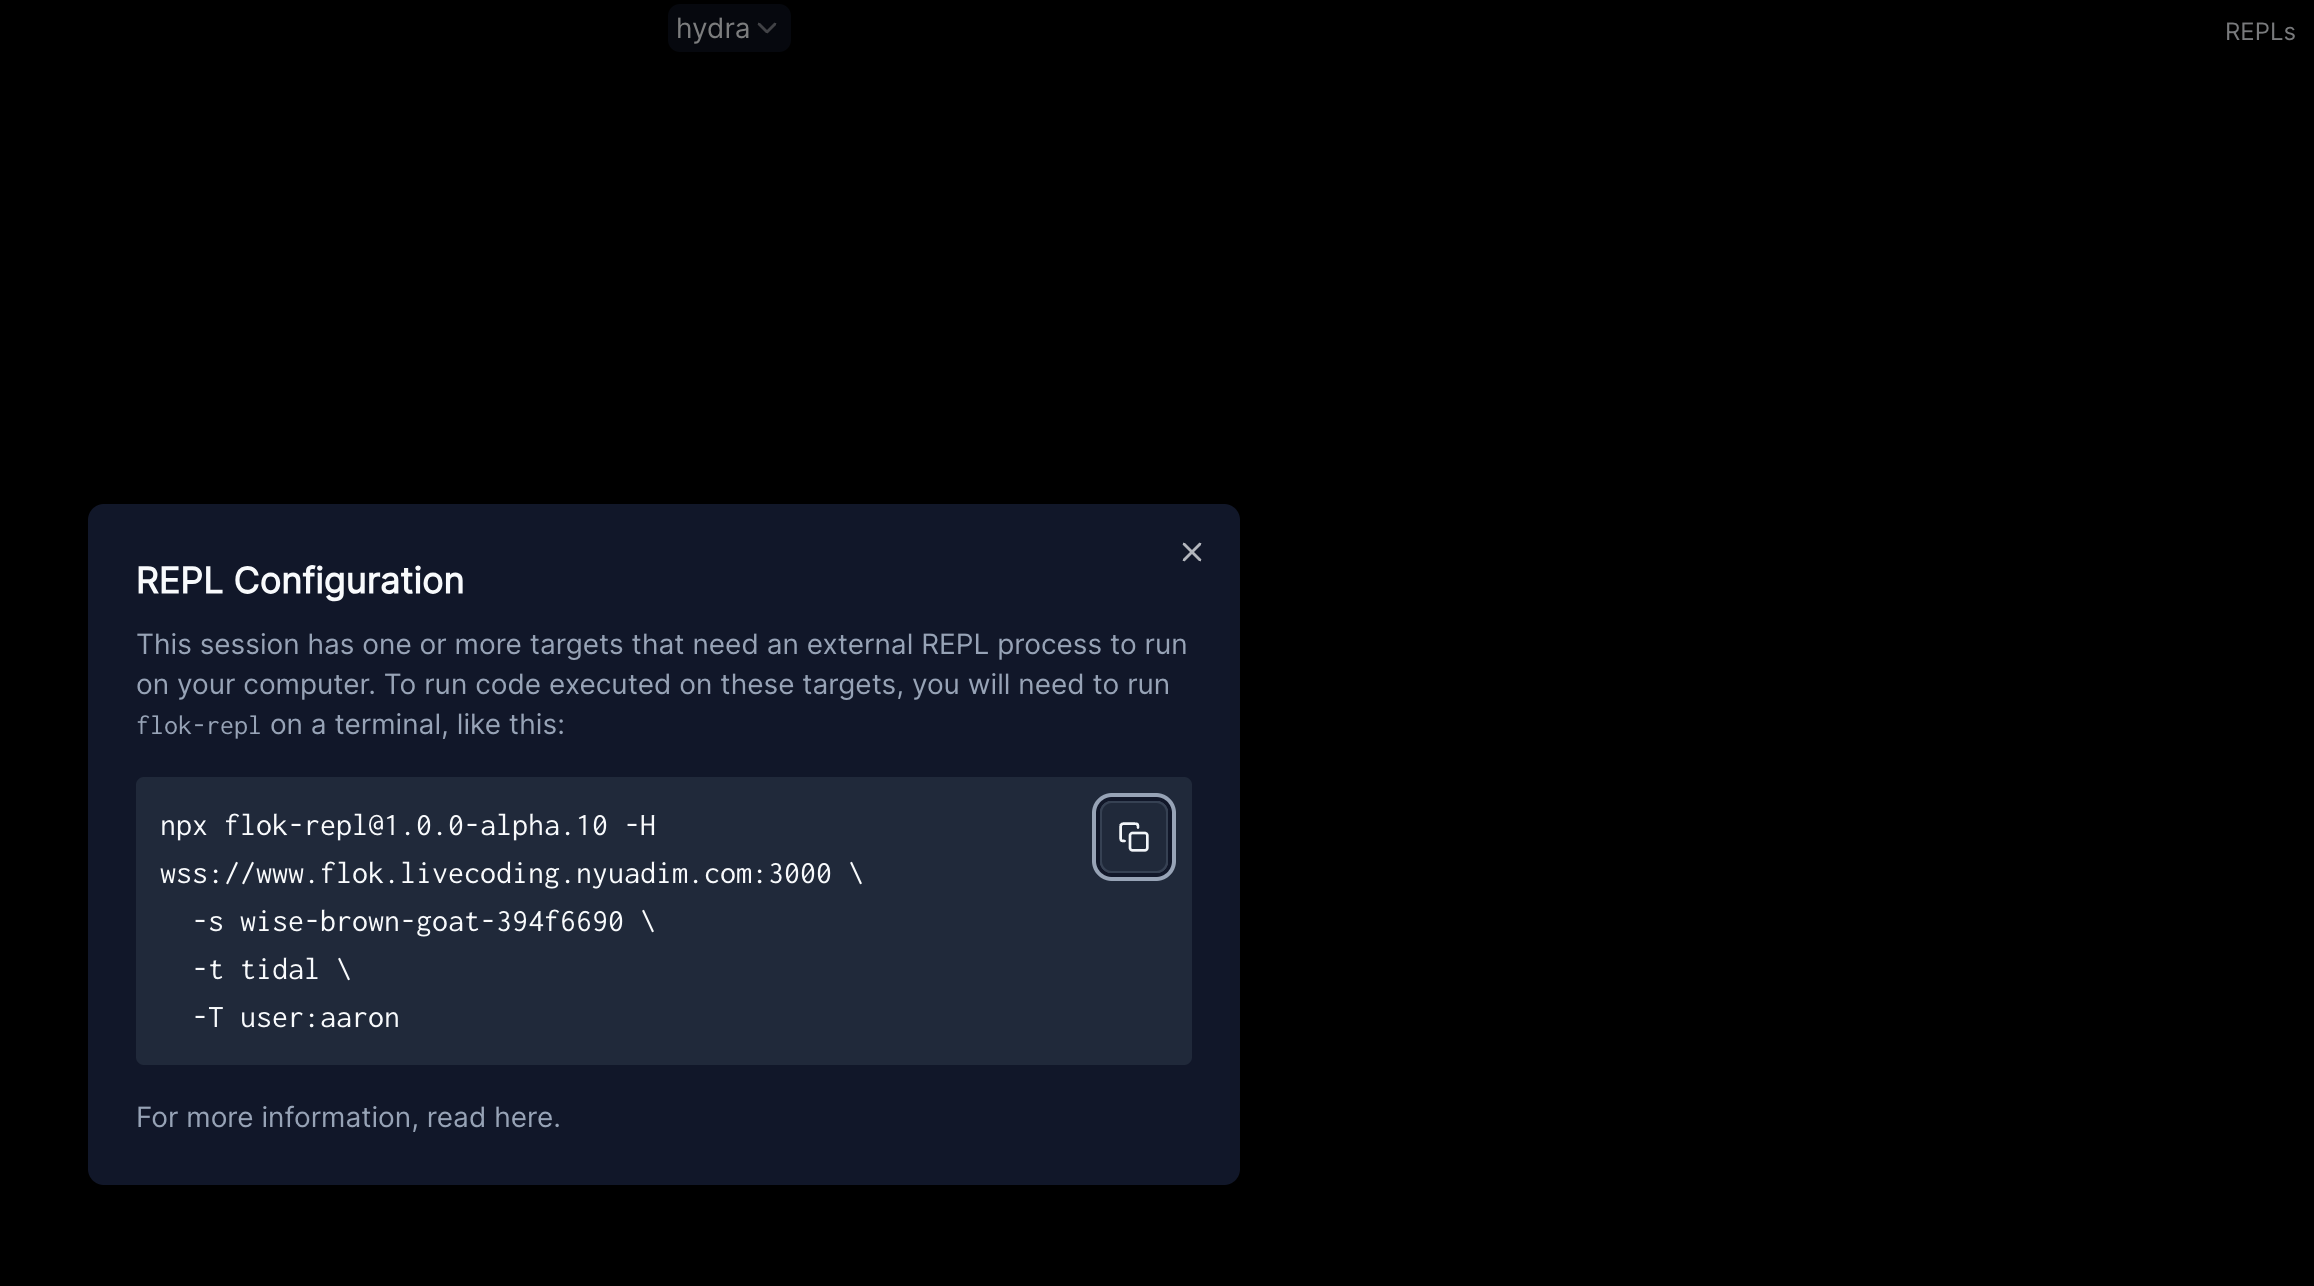 hydra
REPLs
REPL Configuration
This session has one or more targets that need an external REPL process to run
on your computer. To run code executed on these targets, you will need to run
flok-repl on a terminal, like this:
npx flok-repl@1.0.0-alpha.10 -H
wss://www.flok.livecoding.nyuadim.com:3000 \
  -s wise-brown-goat-394f6690 \
  -t tidal \
  -T user:aaron
For more information, read here.